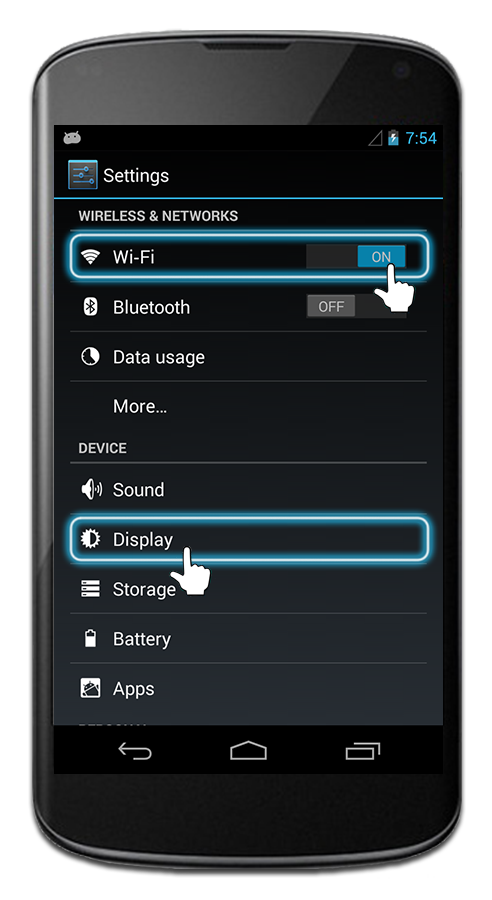 7:54
Settings
WIRELESS & NETWORKS
Wi-Fi ON
Bluetooth OFF
Data usage
More...
DEVICE
Sound
Display
Storage
Battery
Apps